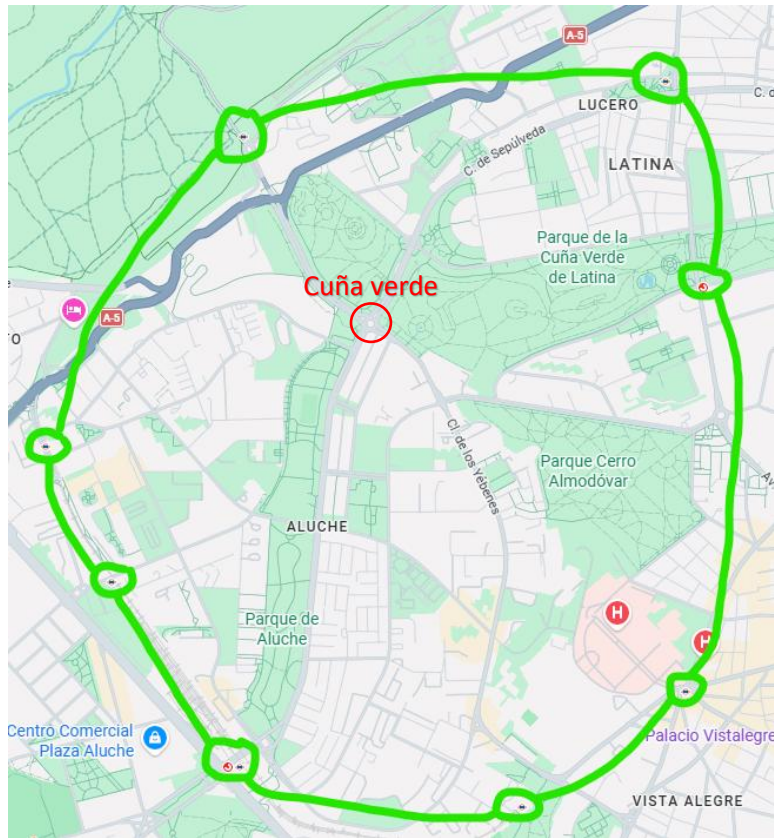 A-5
LUCERO
C. d
C. de Sepúlveda
LATINA
Parque de la
Cuña Verde
de Latina
Cuña verde
A-5
TO
Cl. de los Yébenes
Parque Cerro
Almodóvar
Av
ALUCHE
H
Parque de
Aluche
H
Centro Comercial
Plaza Aluche
Palacio Vistalegre
VISTA ALEGRE